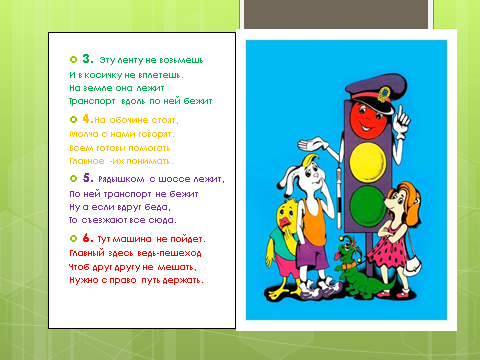 3. Эту ленту не возьмешь
И в косичку не вплетешь.
На земле она лежит
Транспорт вдоль по ней бежит
4.На обочине стоят,
Молча с нами говорят.
Всем готовы помогать
Главное -их понимать.
5. Рядышком с шоссе лежит,
По ней транспорт не бежит
Ну а если вдруг беда,
То съезжают все сюда.
6. Тут машина не пойдет.
Главный здесь ведь-пешеход
Чтоб друг другу не мешать,
Нужно с право путь держать.